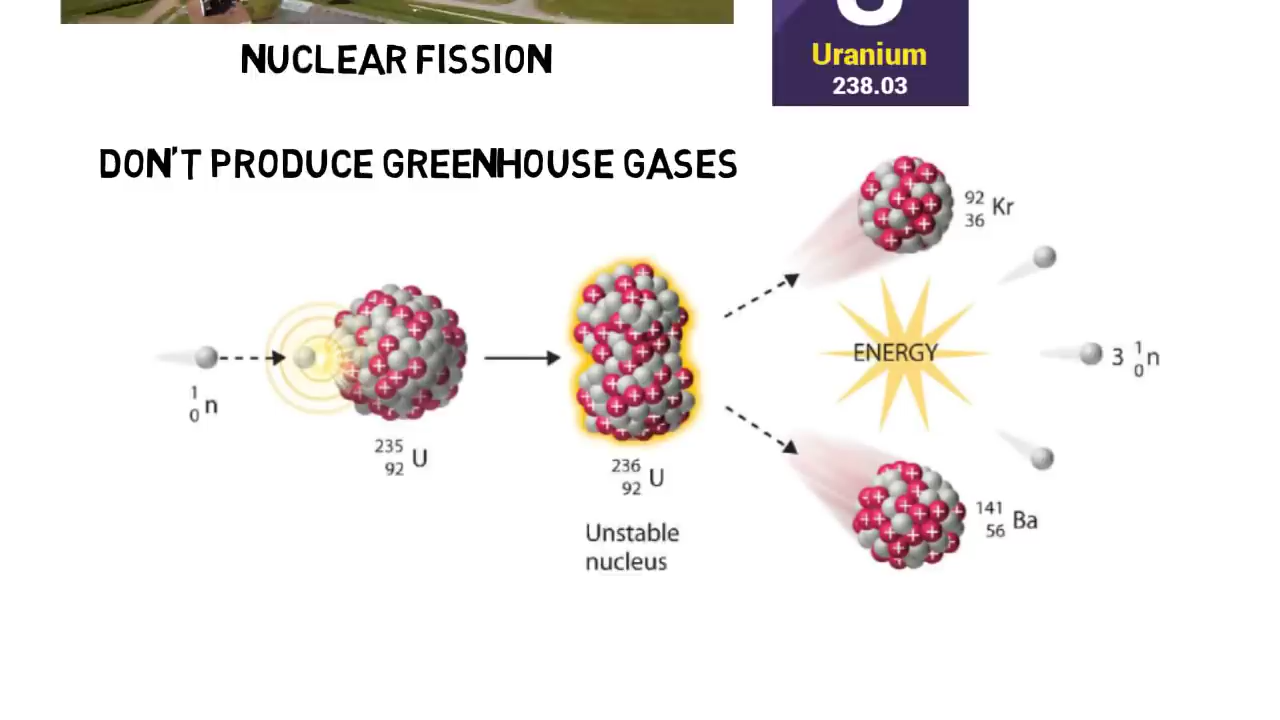 Uranium
238.03
NUCLEAR FISSION
DON'T PRODUCE GREENHOUSE GASES
92
36 Kr
ENERGY
3 1
0 n
1
0 n
235
92 U
236
92 U
Unstable
nucleus
141
56 Ba